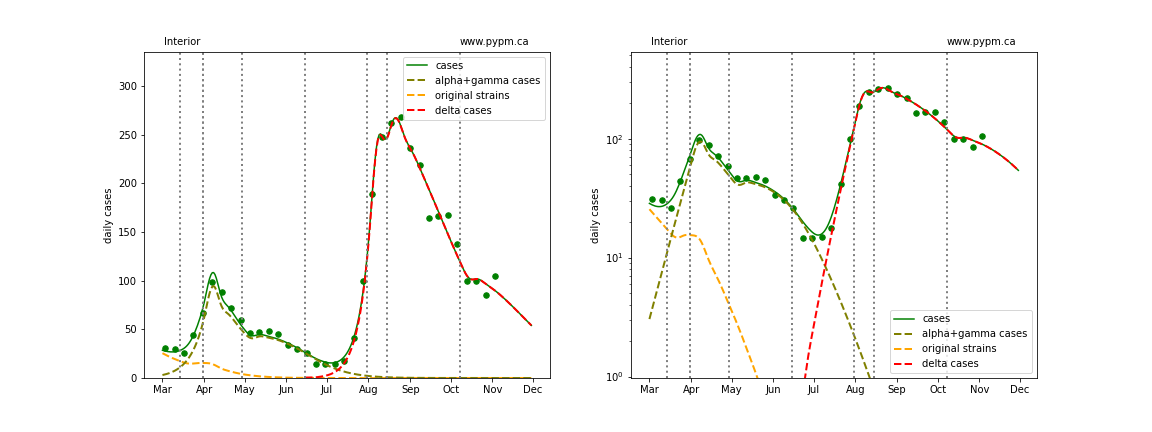 Interior
www.pypm.ca
cases
alpha+gamma cases
original strains
delta cases
daily cases
300
250
200
150
100
50
0
Mar Apr May Jun Jul Aug Sep Oct Nov Dec
Interior
www.pypm.ca
daily cases
10²
10¹
10⁰
cases
alpha+gamma cases
original strains
delta cases
Mar Apr May Jun Jul Aug Sep Oct Nov Dec